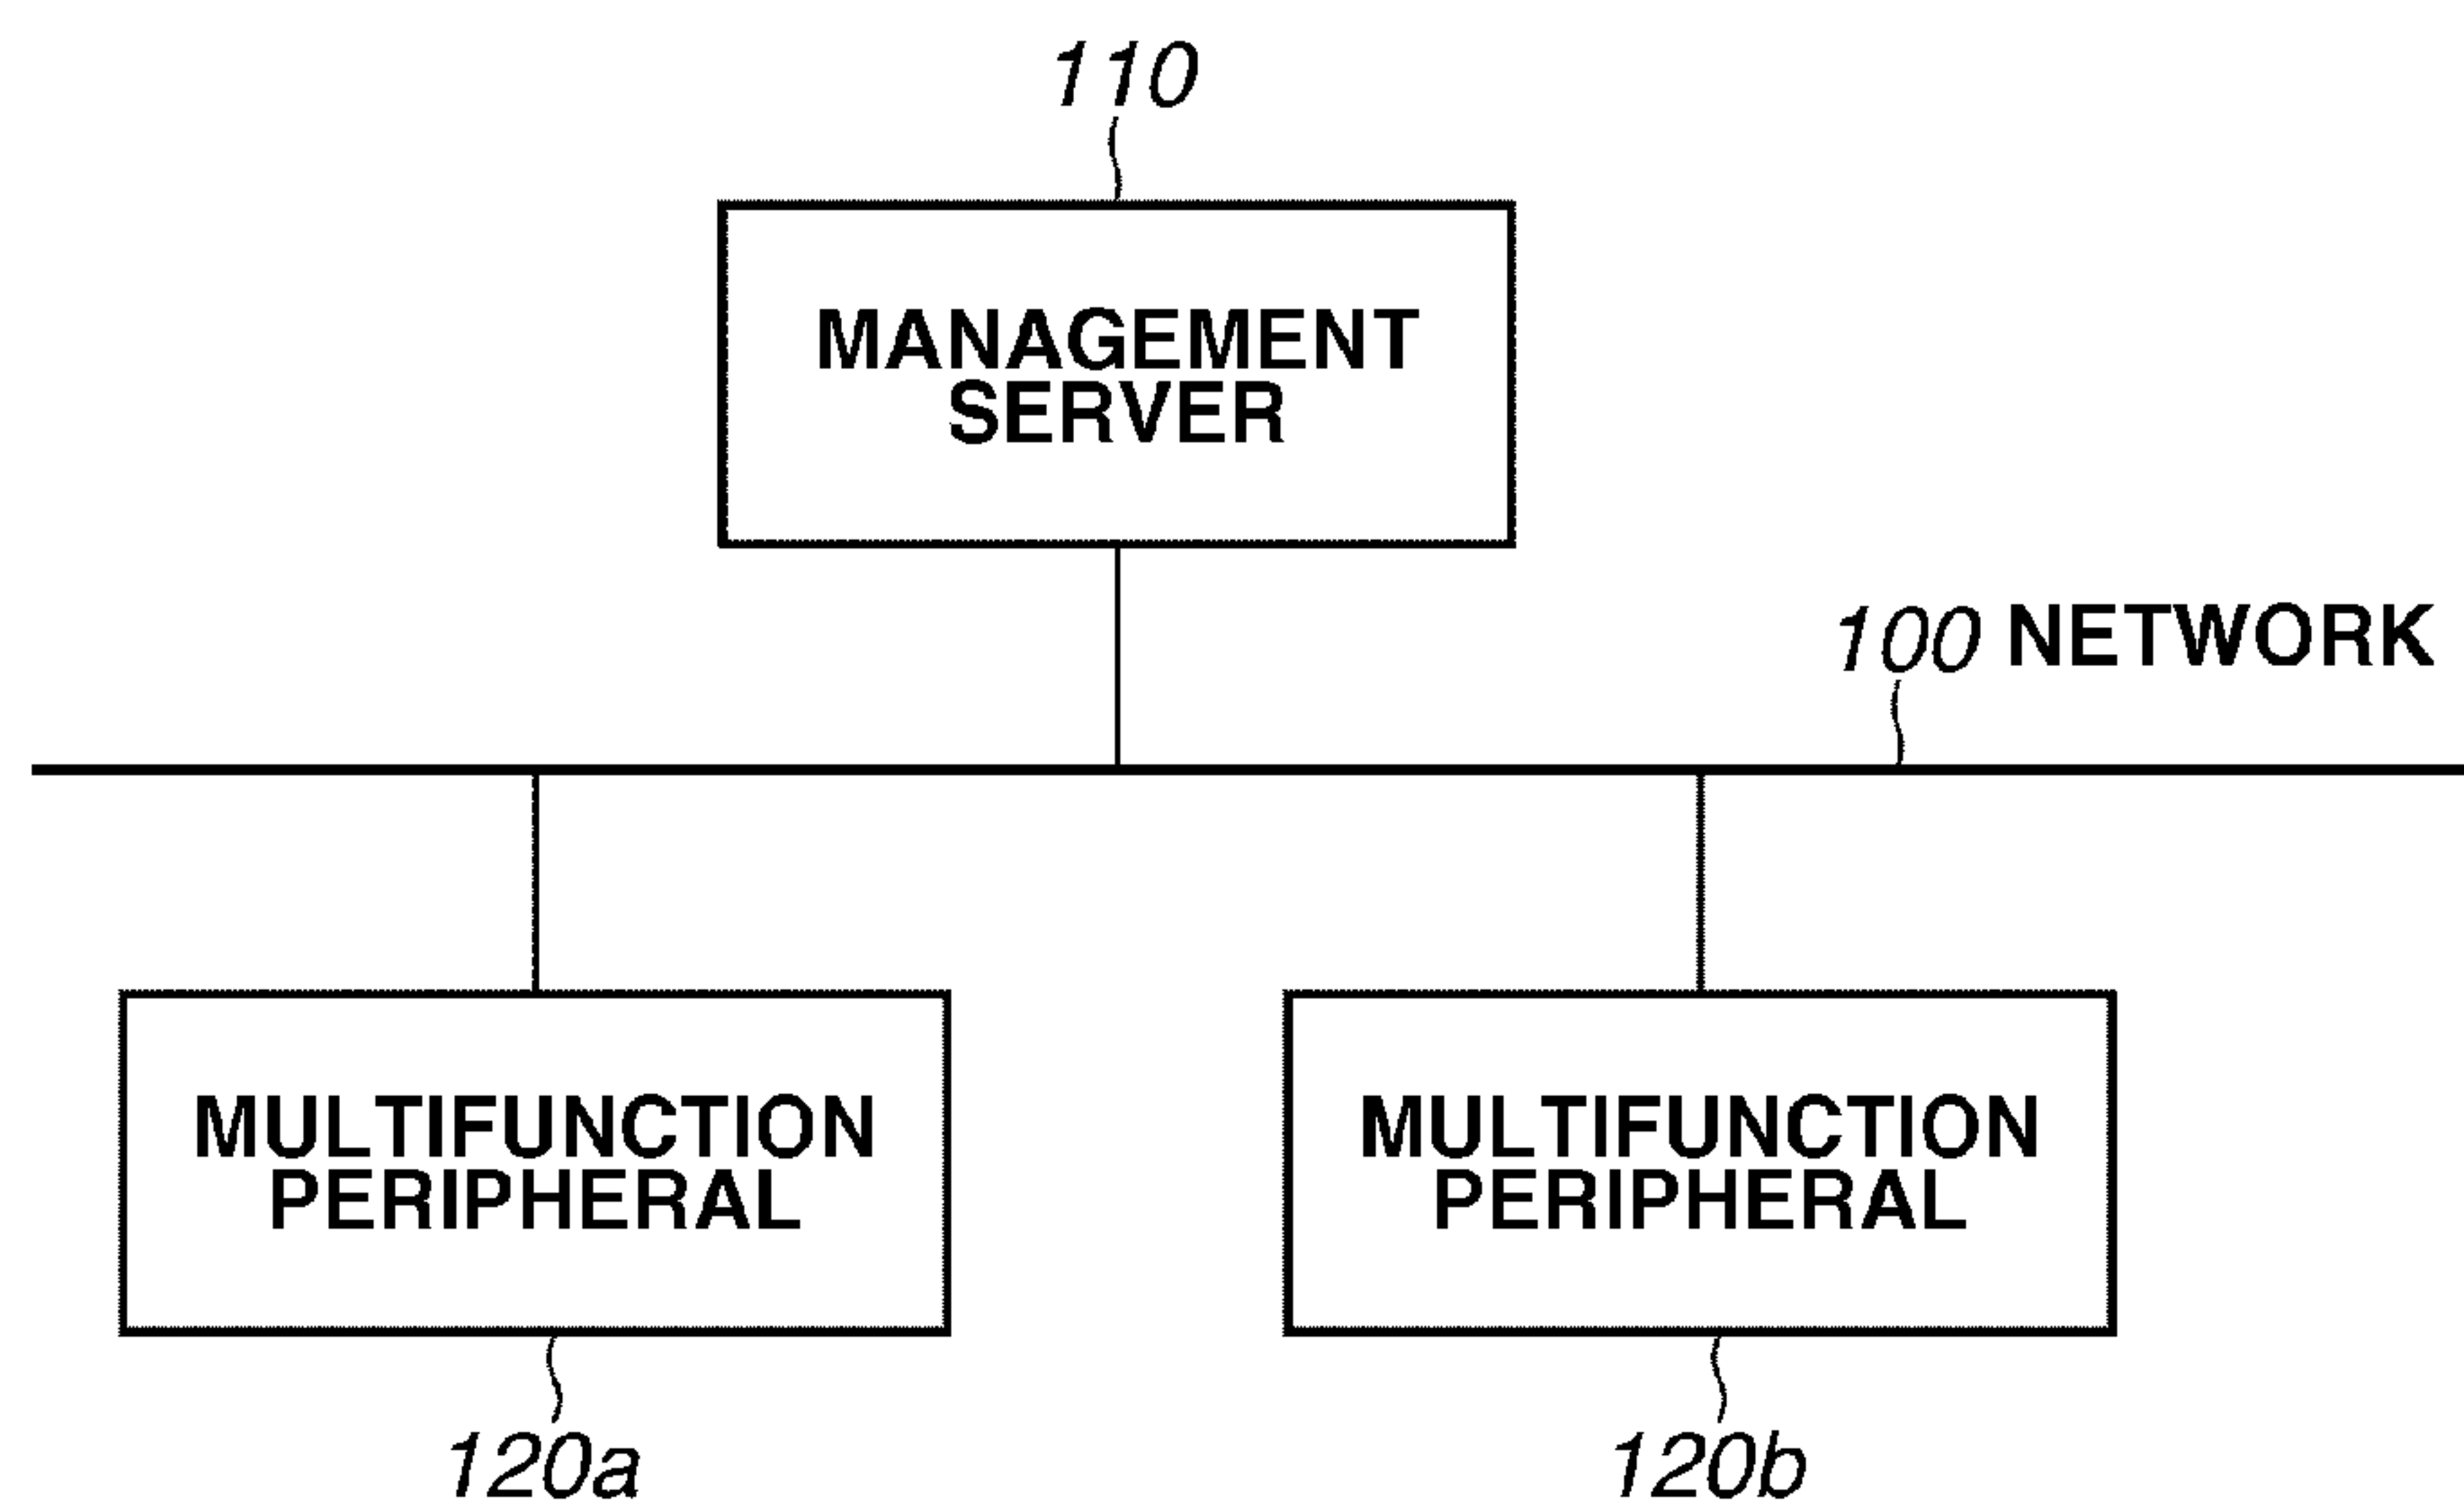 110
MANAGEMENT
SERVER
100 NETWORK
MULTIFUNCTION
PERIPHERAL
MULTIFUNCTION
PERIPHERAL
120a
120b